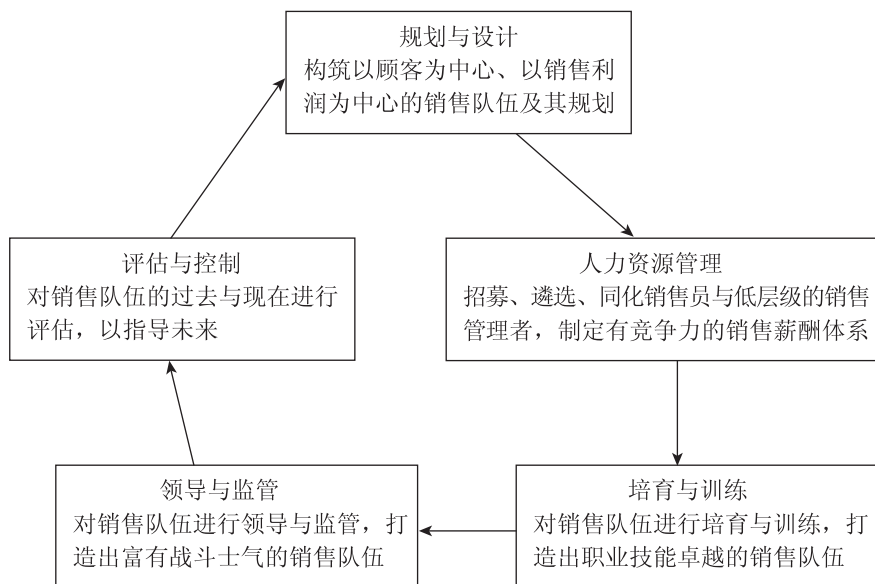 规划与设计
构筑以顾客为中心、以销售利
润为中心的销售队伍及其规划
评估与控制
对销售队伍的过去与现在进行
评估，以指导未来
人力资源管理
招募、遴选、同化销售员与低层级的销售
管理者，制定有竞争力的销售薪酬体系
领导与监管
对销售队伍进行领导与监管，打
造出富有战斗士气的销售队伍
培育与训练
对销售队伍进行培育与训练，打
造出职业技能卓越的销售队伍